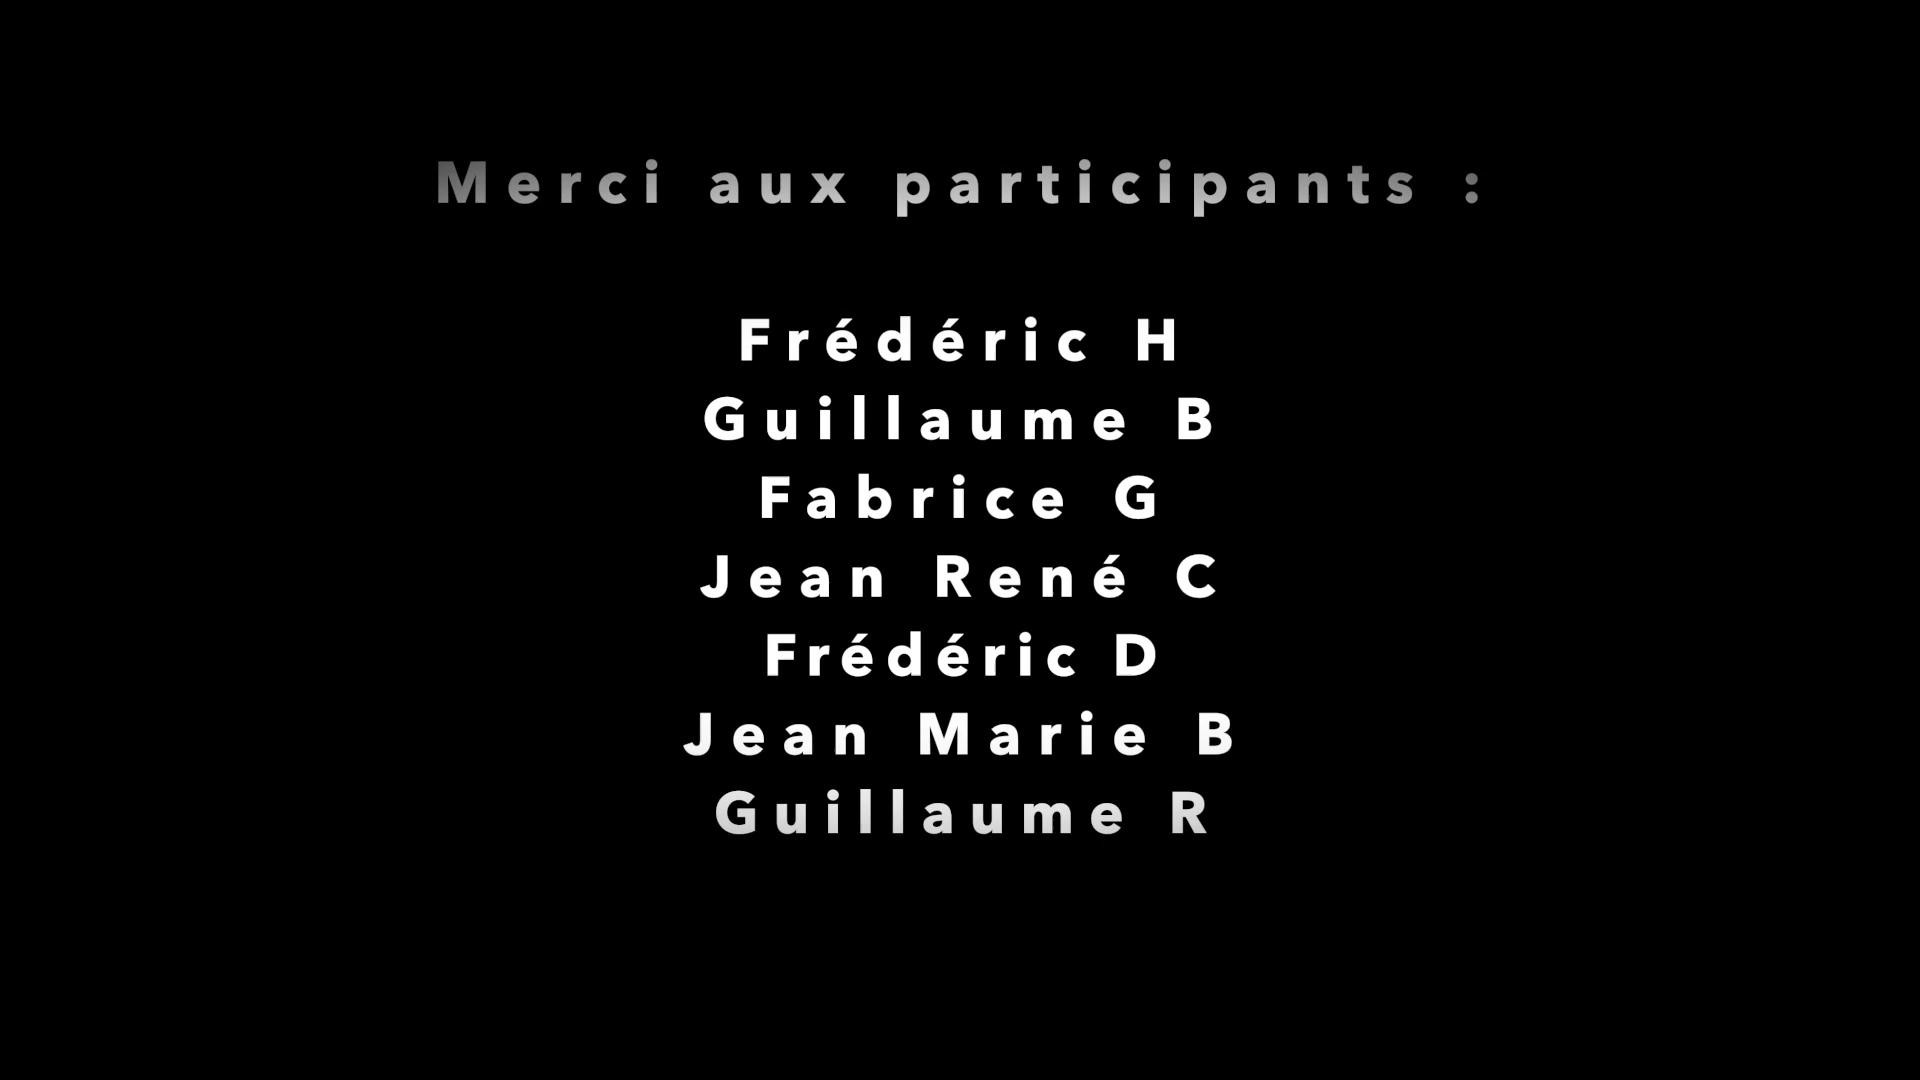 Merci aux participants :
Frédéric H
Guillaume B
Fabrice G
Jean René C
Frédéric D
Jean Marie B
Guillaume R